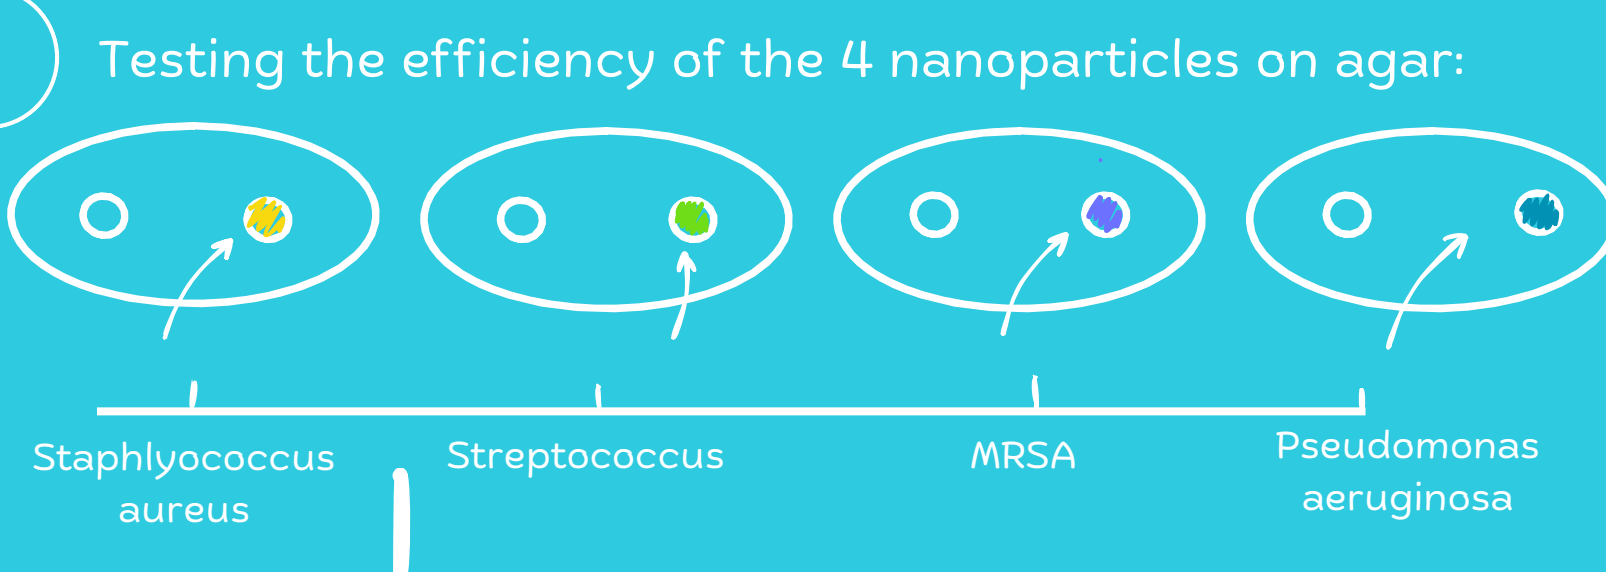 Testing the efficiency of the 4 nanoparticles on agar:
Staphlyococcus
aureus
Streptococcus
MRSA
Pseudomonas
aeruginosa